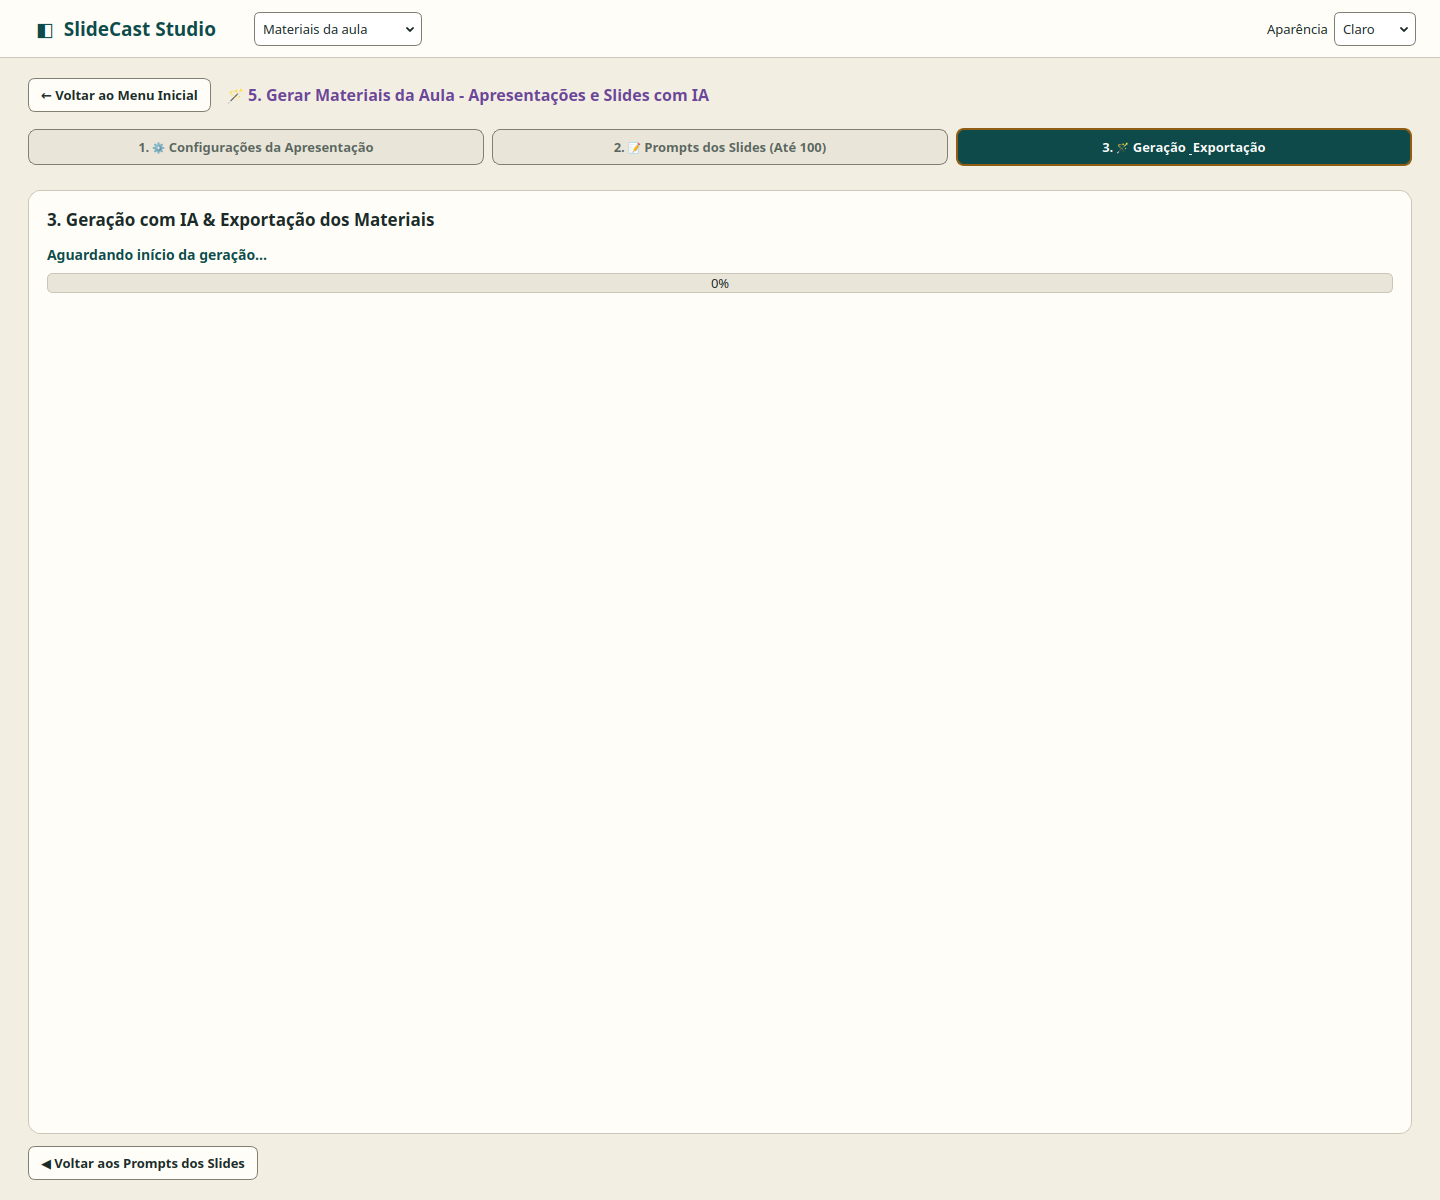 SlideCast Studio
Materiais da aula
Aparência
Claro
← Voltar ao Menu Inicial
5. Gerar Materiais da Aula - Apresentações e Slides com IA
1. Configurações da Apresentação
2. Prompts dos Slides (Até 100)
3. Geração _Exportação
3. Geração com IA & Exportação dos Materiais
Aguardando início da geração...
0%
◀ Voltar aos Prompts dos Slides